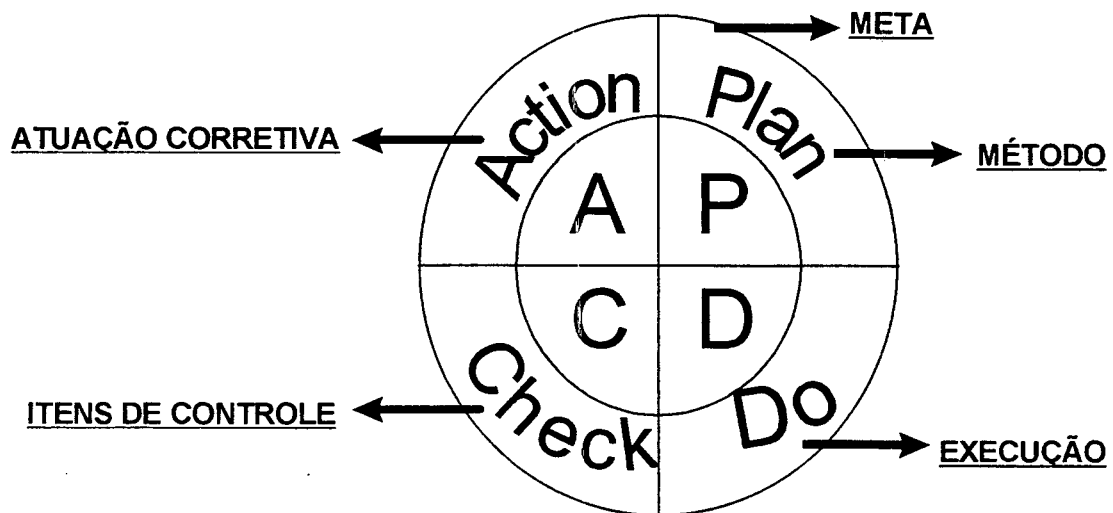 META
Action
Plan
ATUAÇÃO CORRETIVA
MÉTODO
A
P
C
D
Check
Do
ITENS DE CONTROLE
EXECUÇÃO